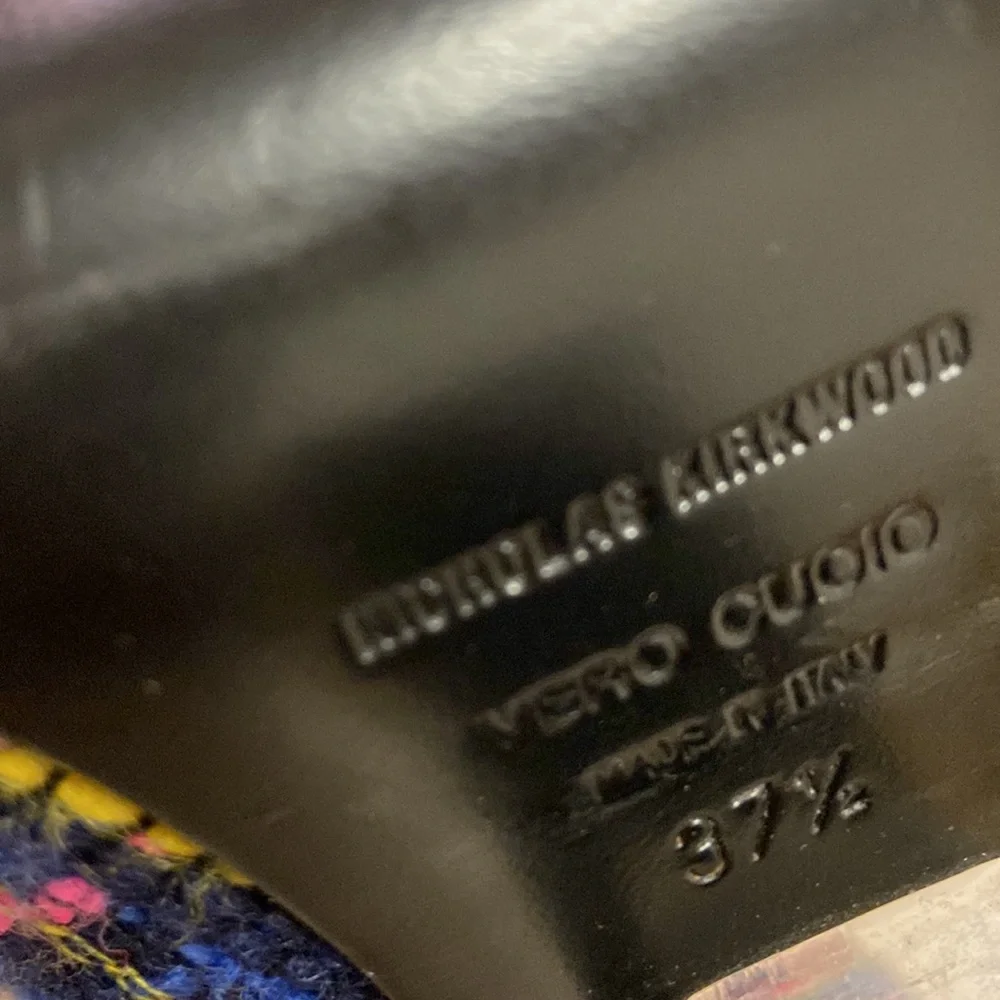 NICHOLAS KIRKWOOD
VERO CUOIO
MADE IN ITALY
37½